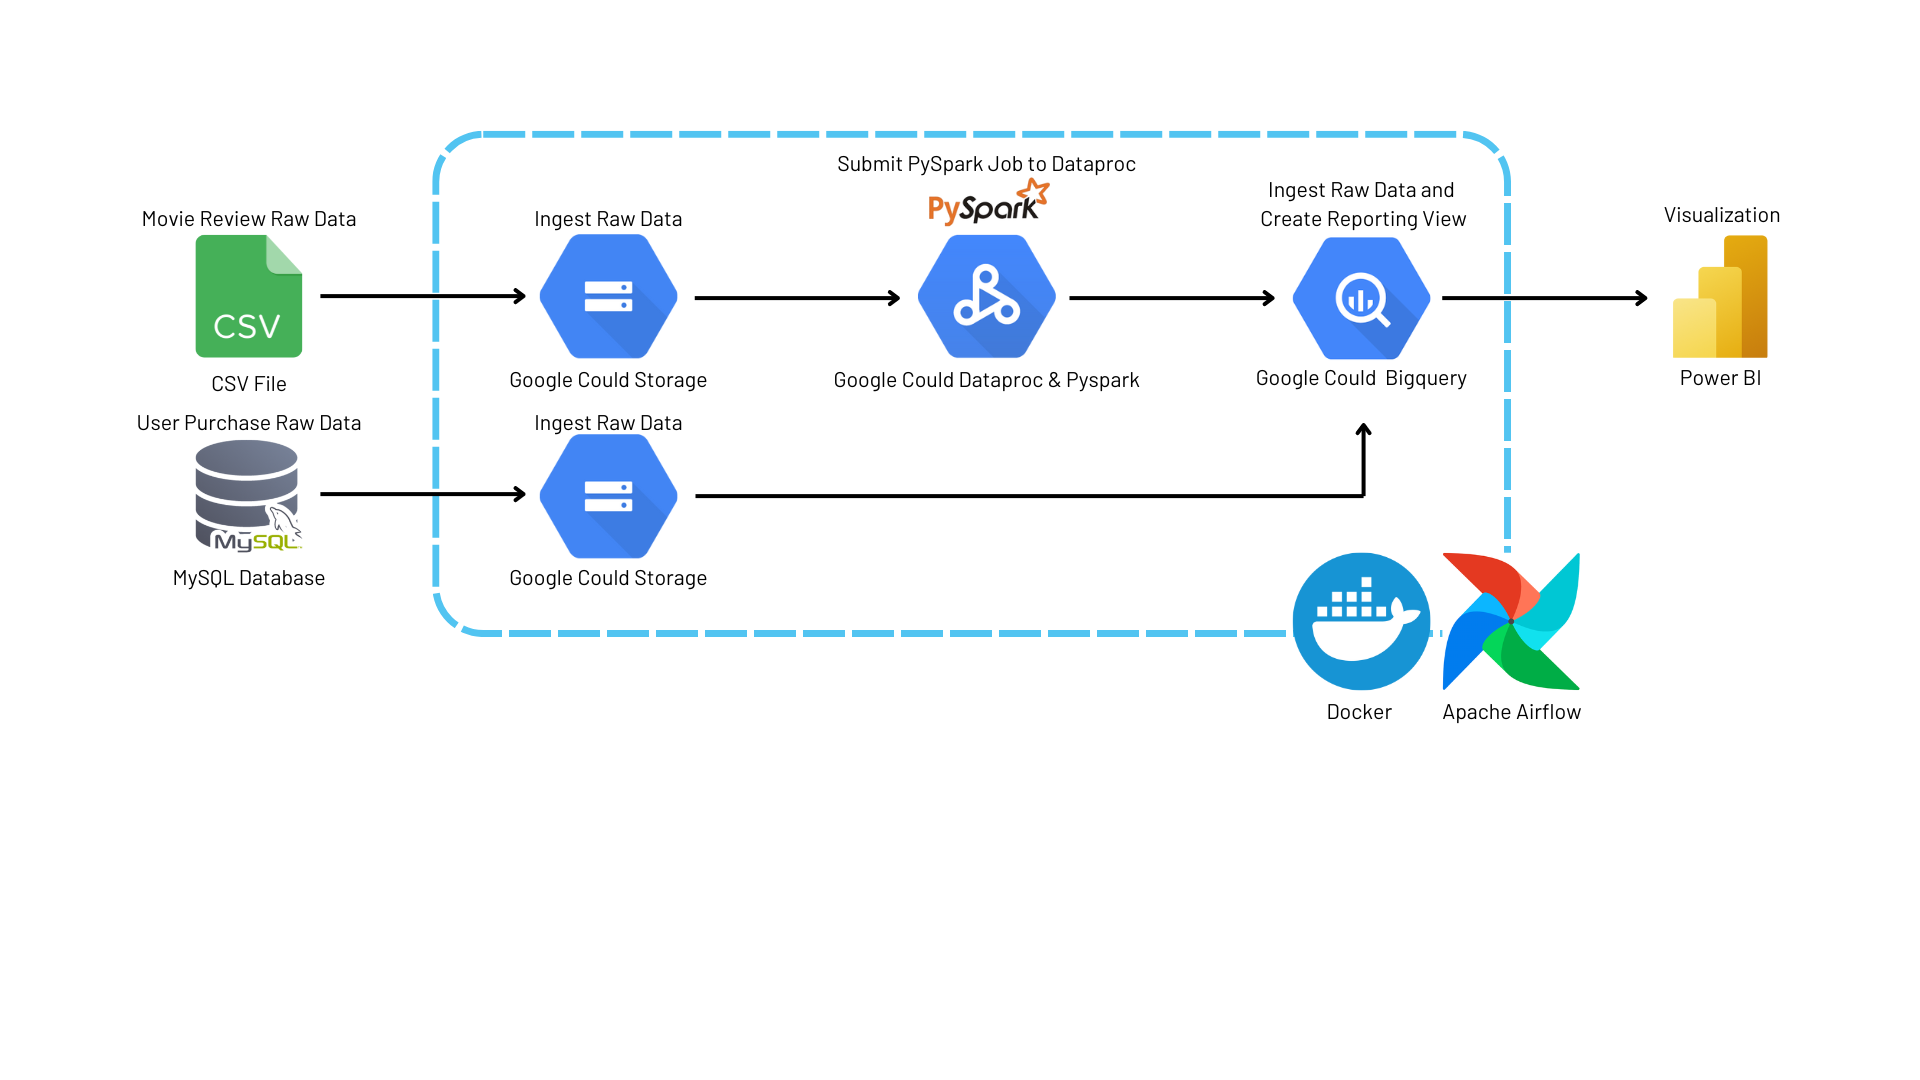 Submit PySpark Job to Dataproc
PySpark
Movie Review Raw Data
Ingest Raw Data
Ingest Raw Data and
Create Reporting View
Visualization
CSV
CSV File
Google Could Storage
Google Could Dataproc & Pyspark
Google Could Bigquery
Power BI
User Purchase Raw Data
Ingest Raw Data
MySQL
MySQL Database
Google Could Storage
Docker
Apache Airflow